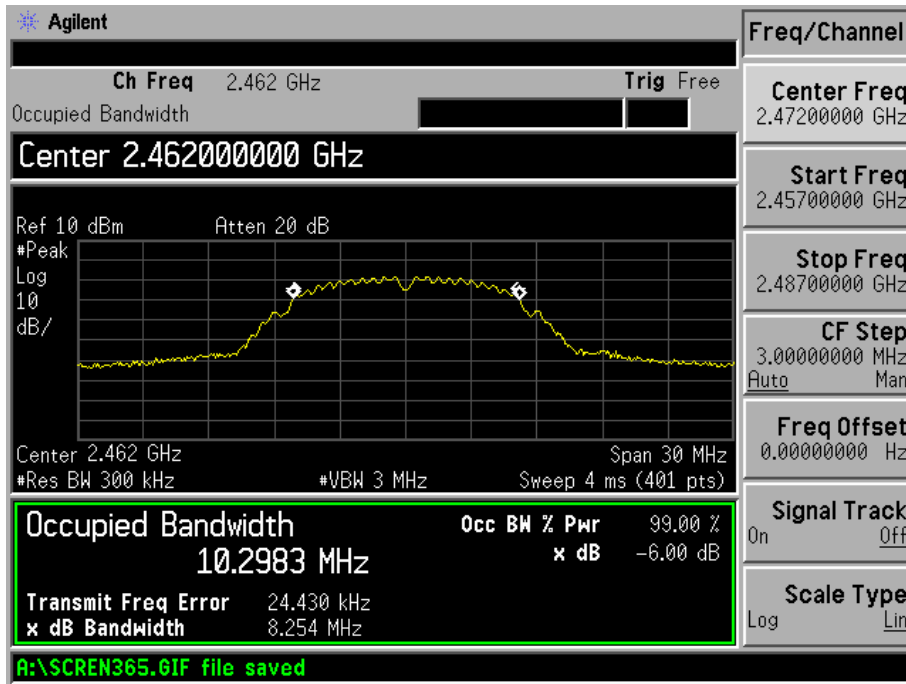 Agilent
Ch Freq 2.462 GHz Trig Free
Occupied Bandwidth
Center 2.462000000 GHz
Ref 10 dBm Atten 20 dB
#Peak
Log
10
dB/
Center 2.462 GHz Span 30 MHz
#Res BW 300 kHz #VBW 3 MHz Sweep 4 ms (401 pts)
Occupied Bandwidth
10.2983 MHz
Occ BW % Pwr 99.00 %
x dB -6.00 dB
Transmit Freq Error 24.430 kHz
x dB Bandwidth 8.254 MHz
A:\SCREN365.GIF file saved
Freq/Channel
Center Freq
2.47200000 GHz
Start Freq
2.45700000 GHz
Stop Freq
2.48700000 GHz
CF Step
3.00000000 MHz
Auto Man
Freq Offset
0.00000000 Hz
Signal Track
On Off
Scale Type
Log Lin